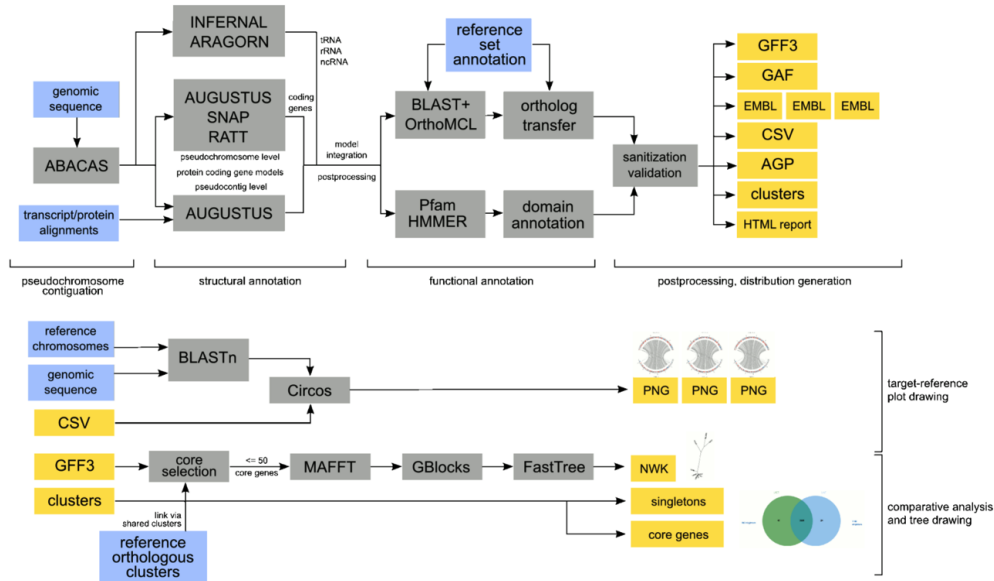 INFERNAL
ARAGORN
tRNA
rRNA
ncRNA
reference
set
annotation
genomic
sequence
ABACAS
AUGUSTUS
SNAP
RATT
coding
genes
pseudochromosome level
protein coding gene models
pseudocontig level
AUGUSTUS
transcript/protein
alignments
model
integration
postprocessing
BLAST+
OrthoMCL
ortholog
transfer
Pfam
HMMER
domain
annotation
sanitization
validation
GFF3
GAF
EMBL EMBL EMBL
CSV
AGP
clusters
HTML report
pseudochromosome
contiguation
structural annotation
functional annotation
postprocessing, distribution generation
reference
chromosomes
genomic
sequence
BLASTn
CSV
Circos
PNG PNG PNG
target-reference
plot drawing
GFF3
core
selection
<= 50
core genes
MAFFT
GBlocks
FastTree
NWK
clusters
link via
shared clusters
reference
orthologous
clusters
singletons
core genes
comparative analysis
and tree drawing